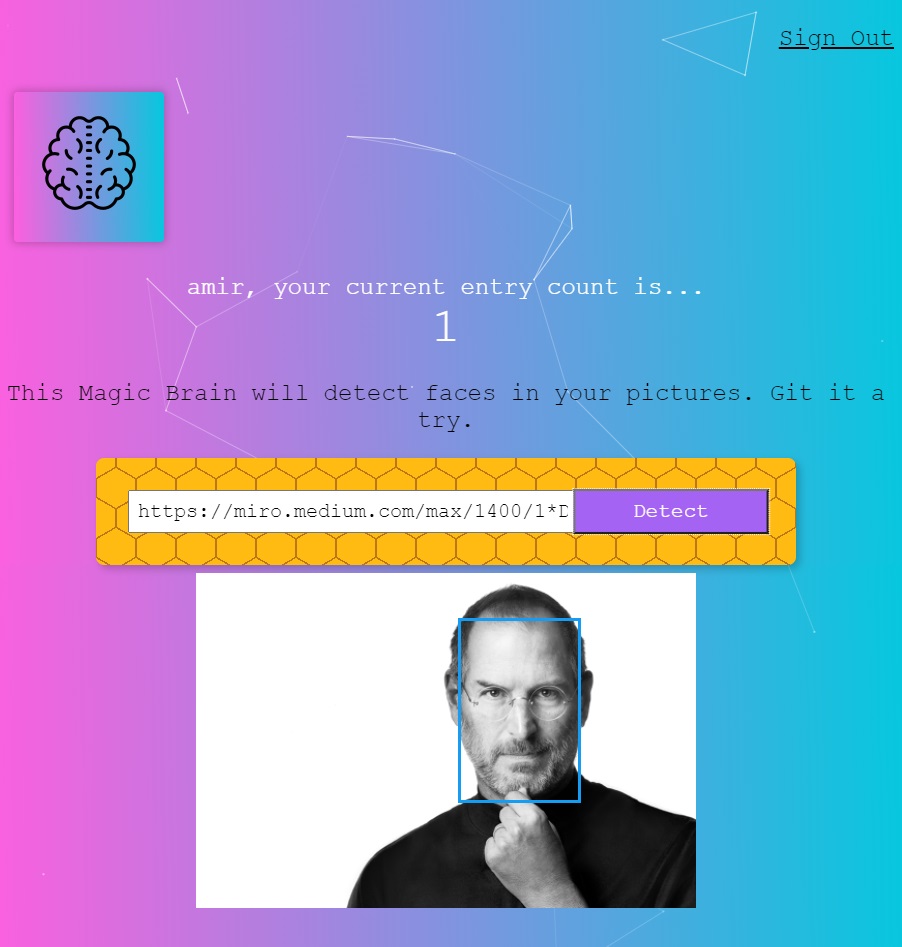 Sign Out
amir, your current entry count is...
1
This Magic Brain will detect faces in your pictures. Git it a
try.
https://miro.medium.com/max/1400/1*D
Detect